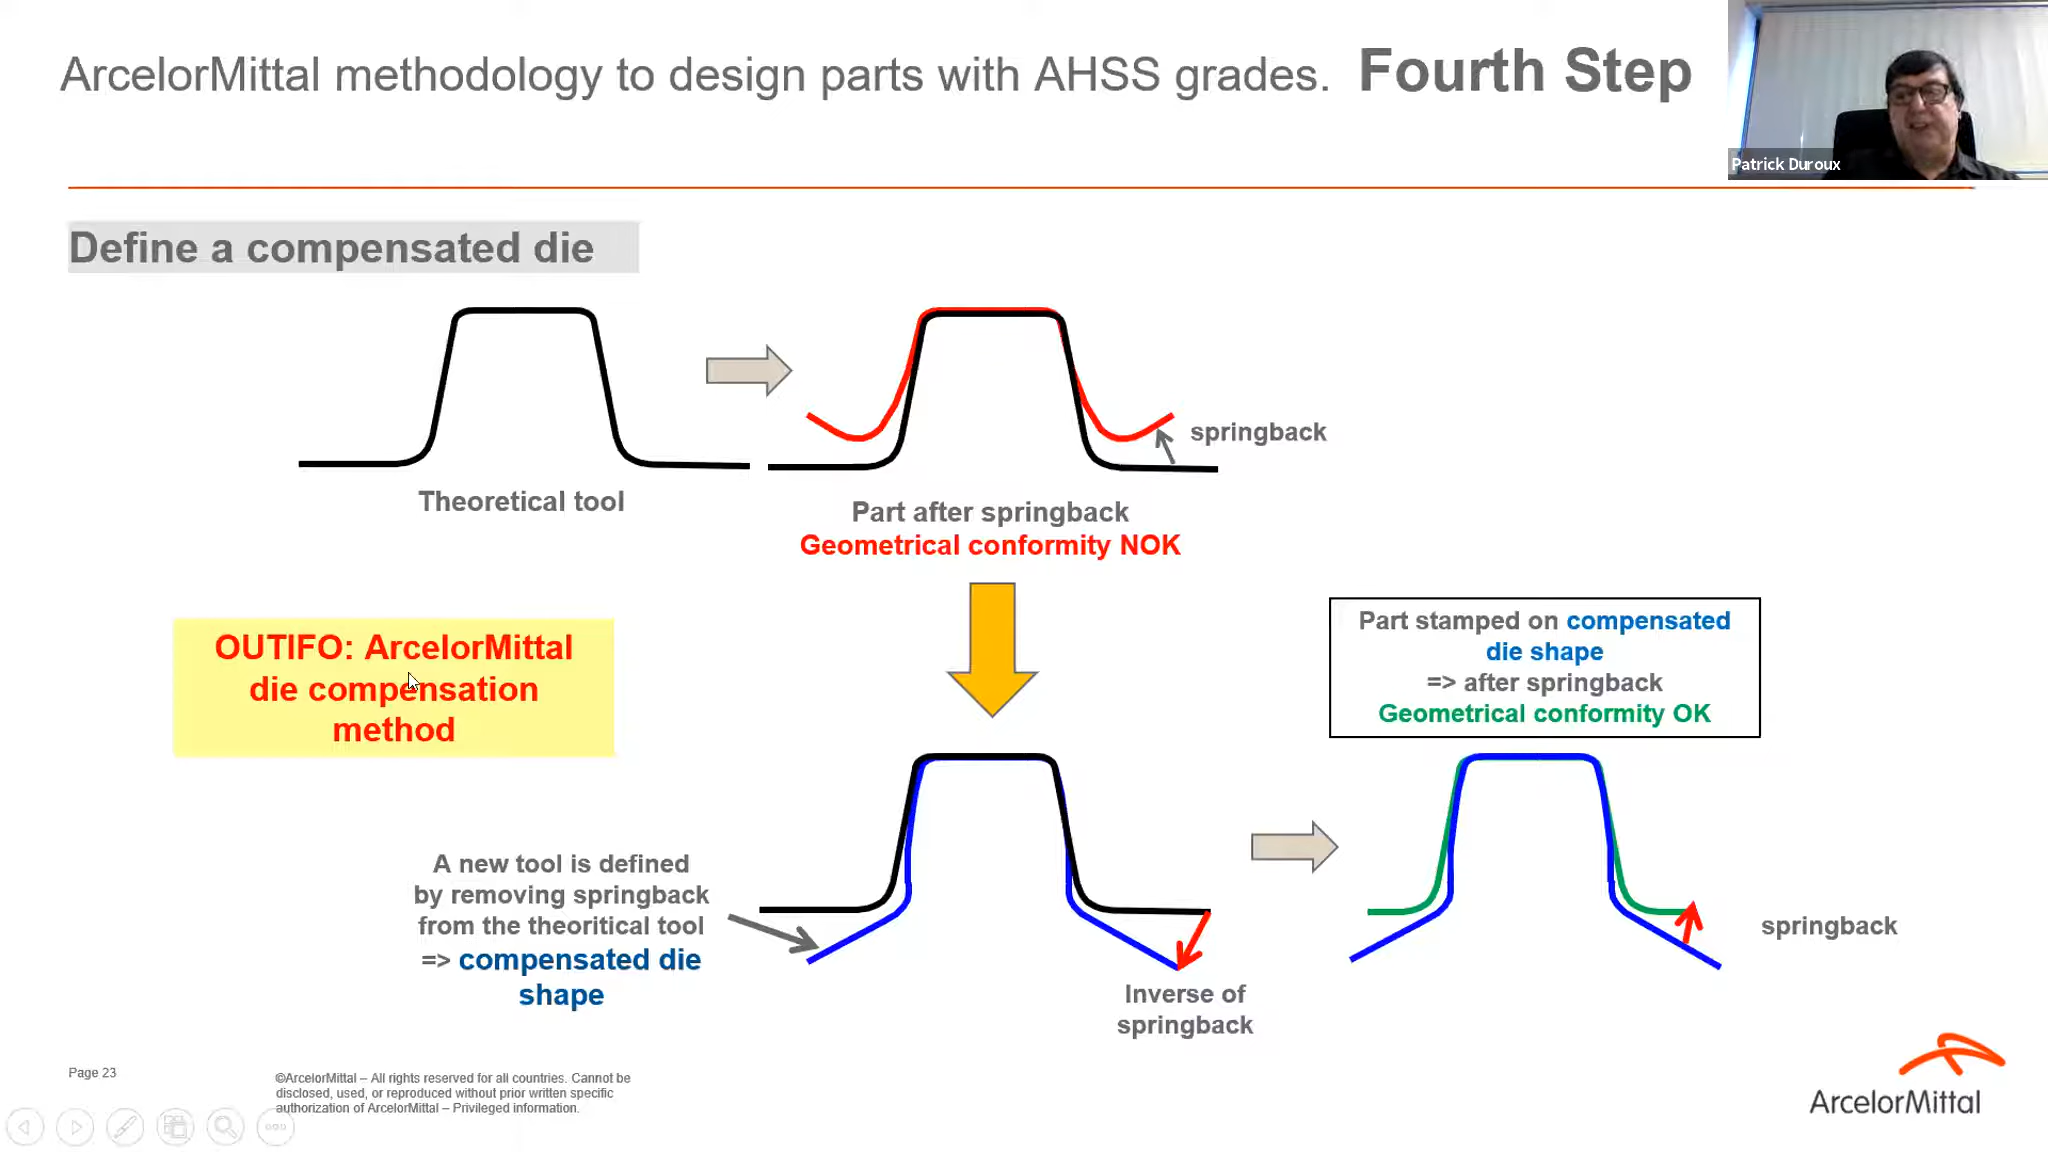 ArcelorMittal methodology to design parts with AHSS grades. Fourth Step
Patrick Duroux
Define a compensated die
springback
Theoretical tool
Part after springback
Geometrical conformity NOK
OUTIFO: ArcelorMittal
die compensation
method
Part stamped on compensated
die shape
=> after springback
Geometrical conformity OK
A new tool is defined
by removing springback
from the theoritical tool
=> compensated die
shape
springback
Inverse of
springback
Page 23
©ArcelorMittal – All rights reserved for all countries. Cannot be
disclosed, used, or reproduced without prior written specific
authorization of ArcelorMittal – Privileged information.
ArcelorMittal